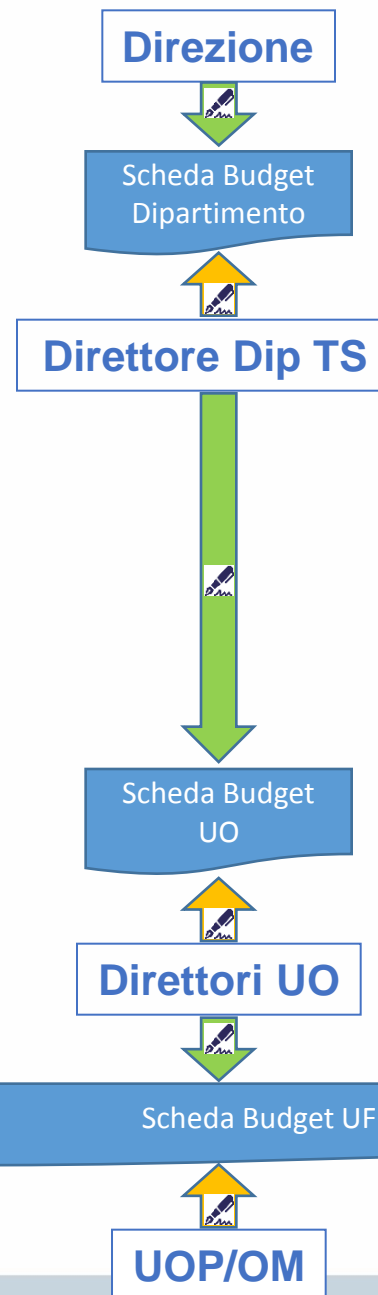 Direzione
Scheda Budget
Dipartimento
Direttore Dip TS
Scheda Budget
UO
Direttori UO
Scheda Budget UF
UOP/OM